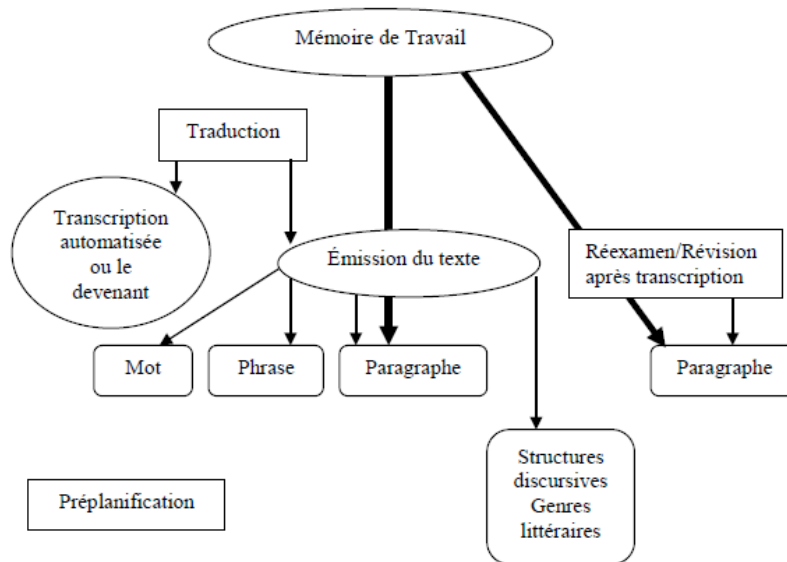 Mémoire de Travail
Traduction
Transcription
automatisée
ou le
devenant
Émission du texte
Réexamen/Révision
après transcription
Mot
Phrase
Paragraphe
Paragraphe
Structures
discursives
Genres
littéraires
Préplanification